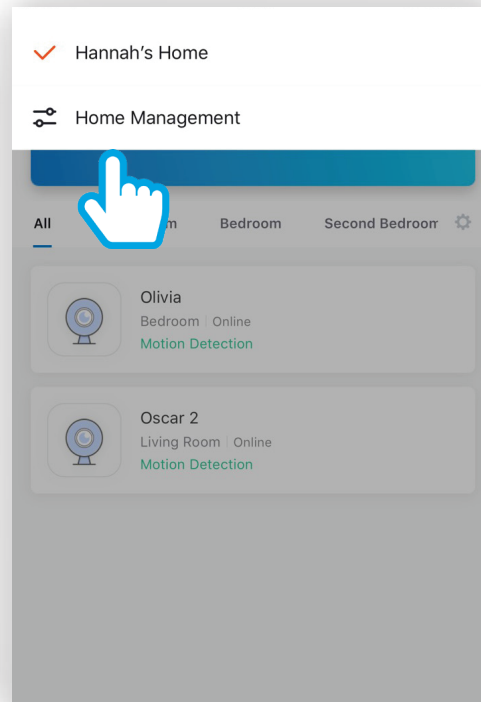 Hannah’s Home
Home Management
All Bedroom Second Bedroom
Olivia
Bedroom | Online
Motion Detection
Oscar 2
Living Room | Online
Motion Detection